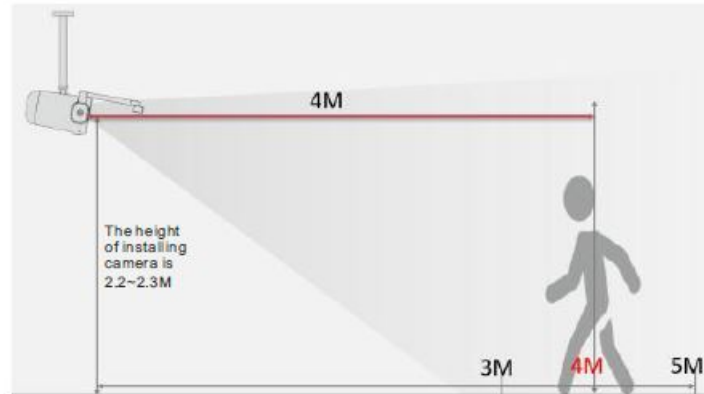 4M
The height
of installing
camera is
2.2~2.3M
3M
4M
5M